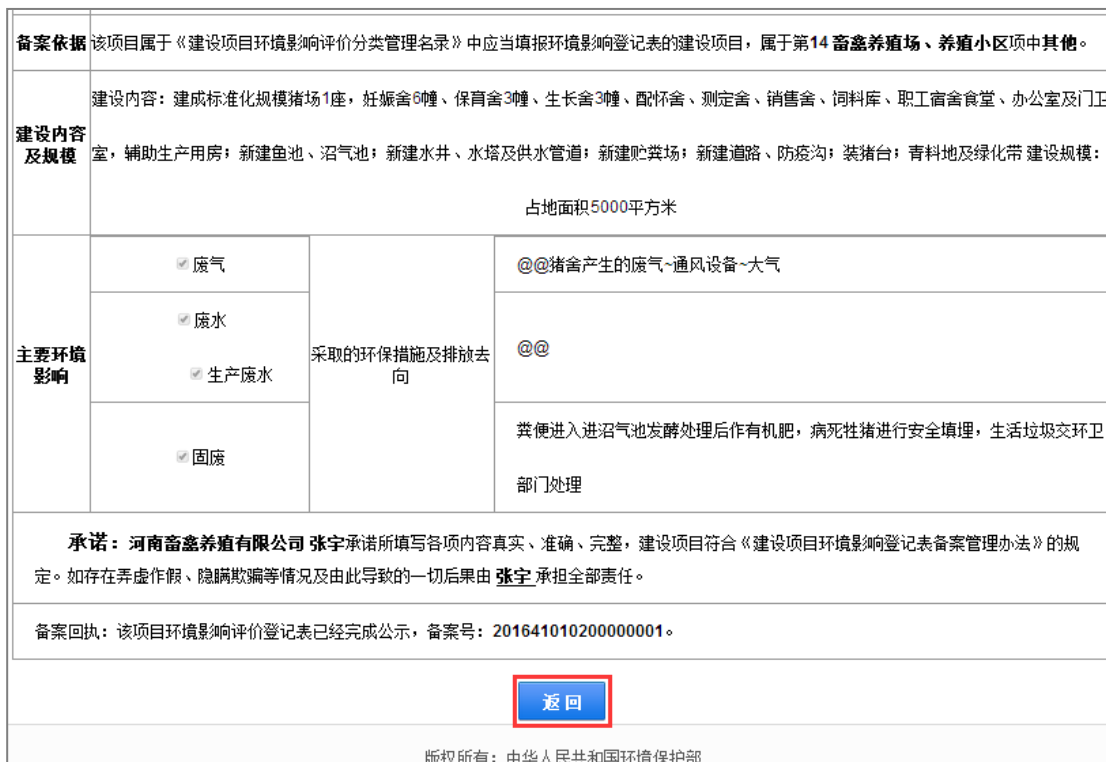 备案依据 该项目属于《建设项目环境影响评价分类管理名录》中应当填报环境影响登记表的建设项目，属于第14 畜禽养殖场、养殖小区项中其他。
建设内容及规模
建设内容：建成标准化规模猪场1座，妊娠舍6幢、保育舍3幢、生长舍3幢、配怀舍、测定舍、销售舍、饲料库、职工宿舍食堂、办公室及门卫
室，辅助生产用房；新建鱼池、沼气池；新建水井、水塔及供水管道；新建贮粪场；新建道路、防疫沟；装猪台；青料地及绿化带 建设规模：
占地面积5000平方米
主要环境影响
废气
采取的环保措施及排放去向
@@猪舍产生的废气~通风设备~大气
废水
生产废水
@@
固废
粪便进入进沼气池发酵处理后作有机肥，病死牲猪进行安全填埋，生活垃圾交环卫
部门处理
承诺：河南畜禽养殖有限公司 张宇承诺所填写各项内容真实、准确、完整，建设项目符合《建设项目环境影响登记表备案管理办法》的规
定。如存在弄虚作假、隐瞒欺骗等情况及由此导致的一切后果由 张宇 承担全部责任。
备案回执：该项目环境影响评价登记表已经完成公示，备案号：201641010200000001。
返回
版权所有：中华人民共和国环境保护部